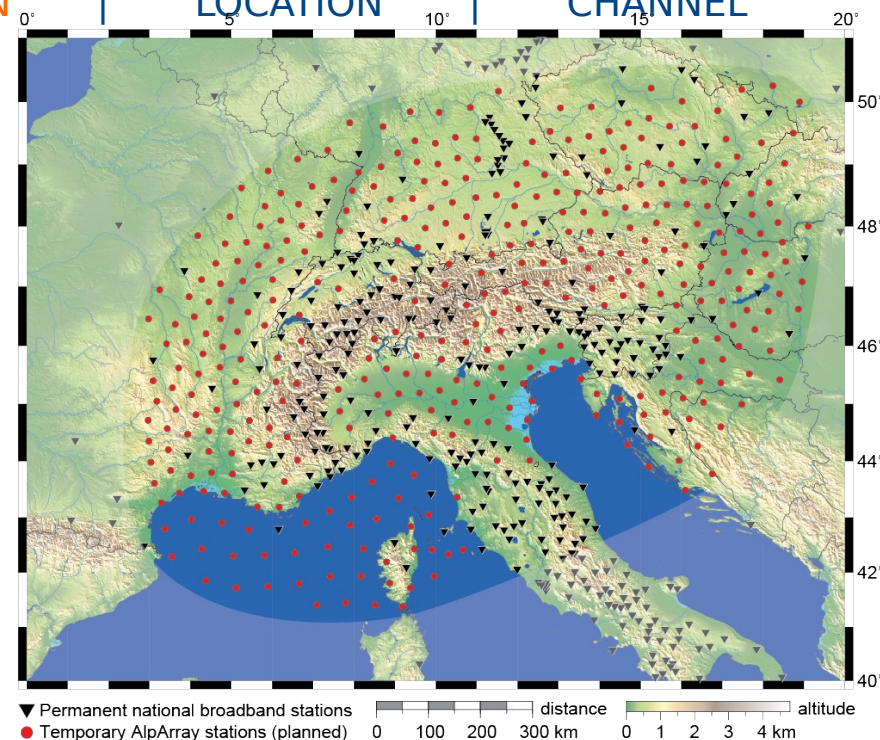 N | LOCATION | CHANNEL
0° 5° 10° 15° 20°
50°
48°
46°
44°
42°
40°
Permanent national broadband stations
Temporary AlpArray stations (planned)
distance
0 100 200 300 km
altitude
0 1 2 3 4 km